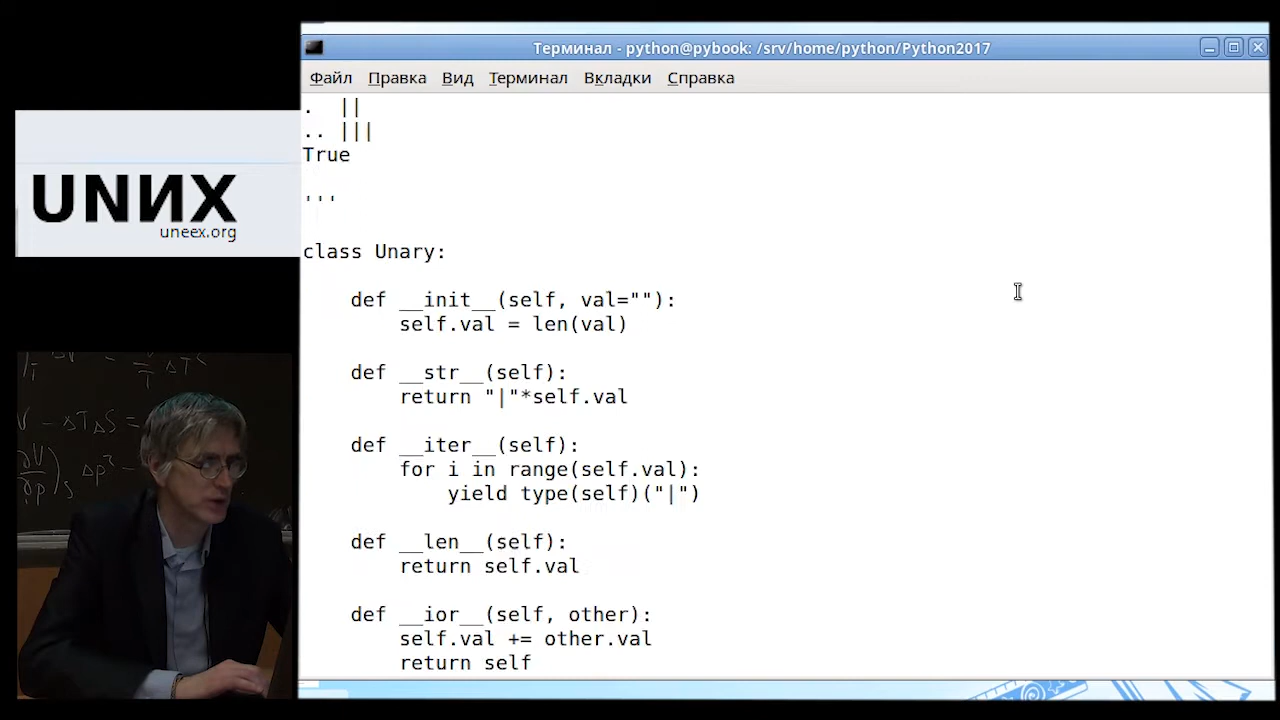 Терминал - python@pybook: /srv/home/python/Python2017
Файл Правка Вид Терминал Вкладки Справка
. ||
.. |||
True
'''
class Unary:
def __init__(self, val=""):
self.val = len(val)
def __str__(self):
return "|"*self.val
def __iter__(self):
for i in range(self.val):
yield type(self)("|")
def __len__(self):
return self.val
def __ior__(self, other):
self.val += other.val
return self
UNИX
uneex.org